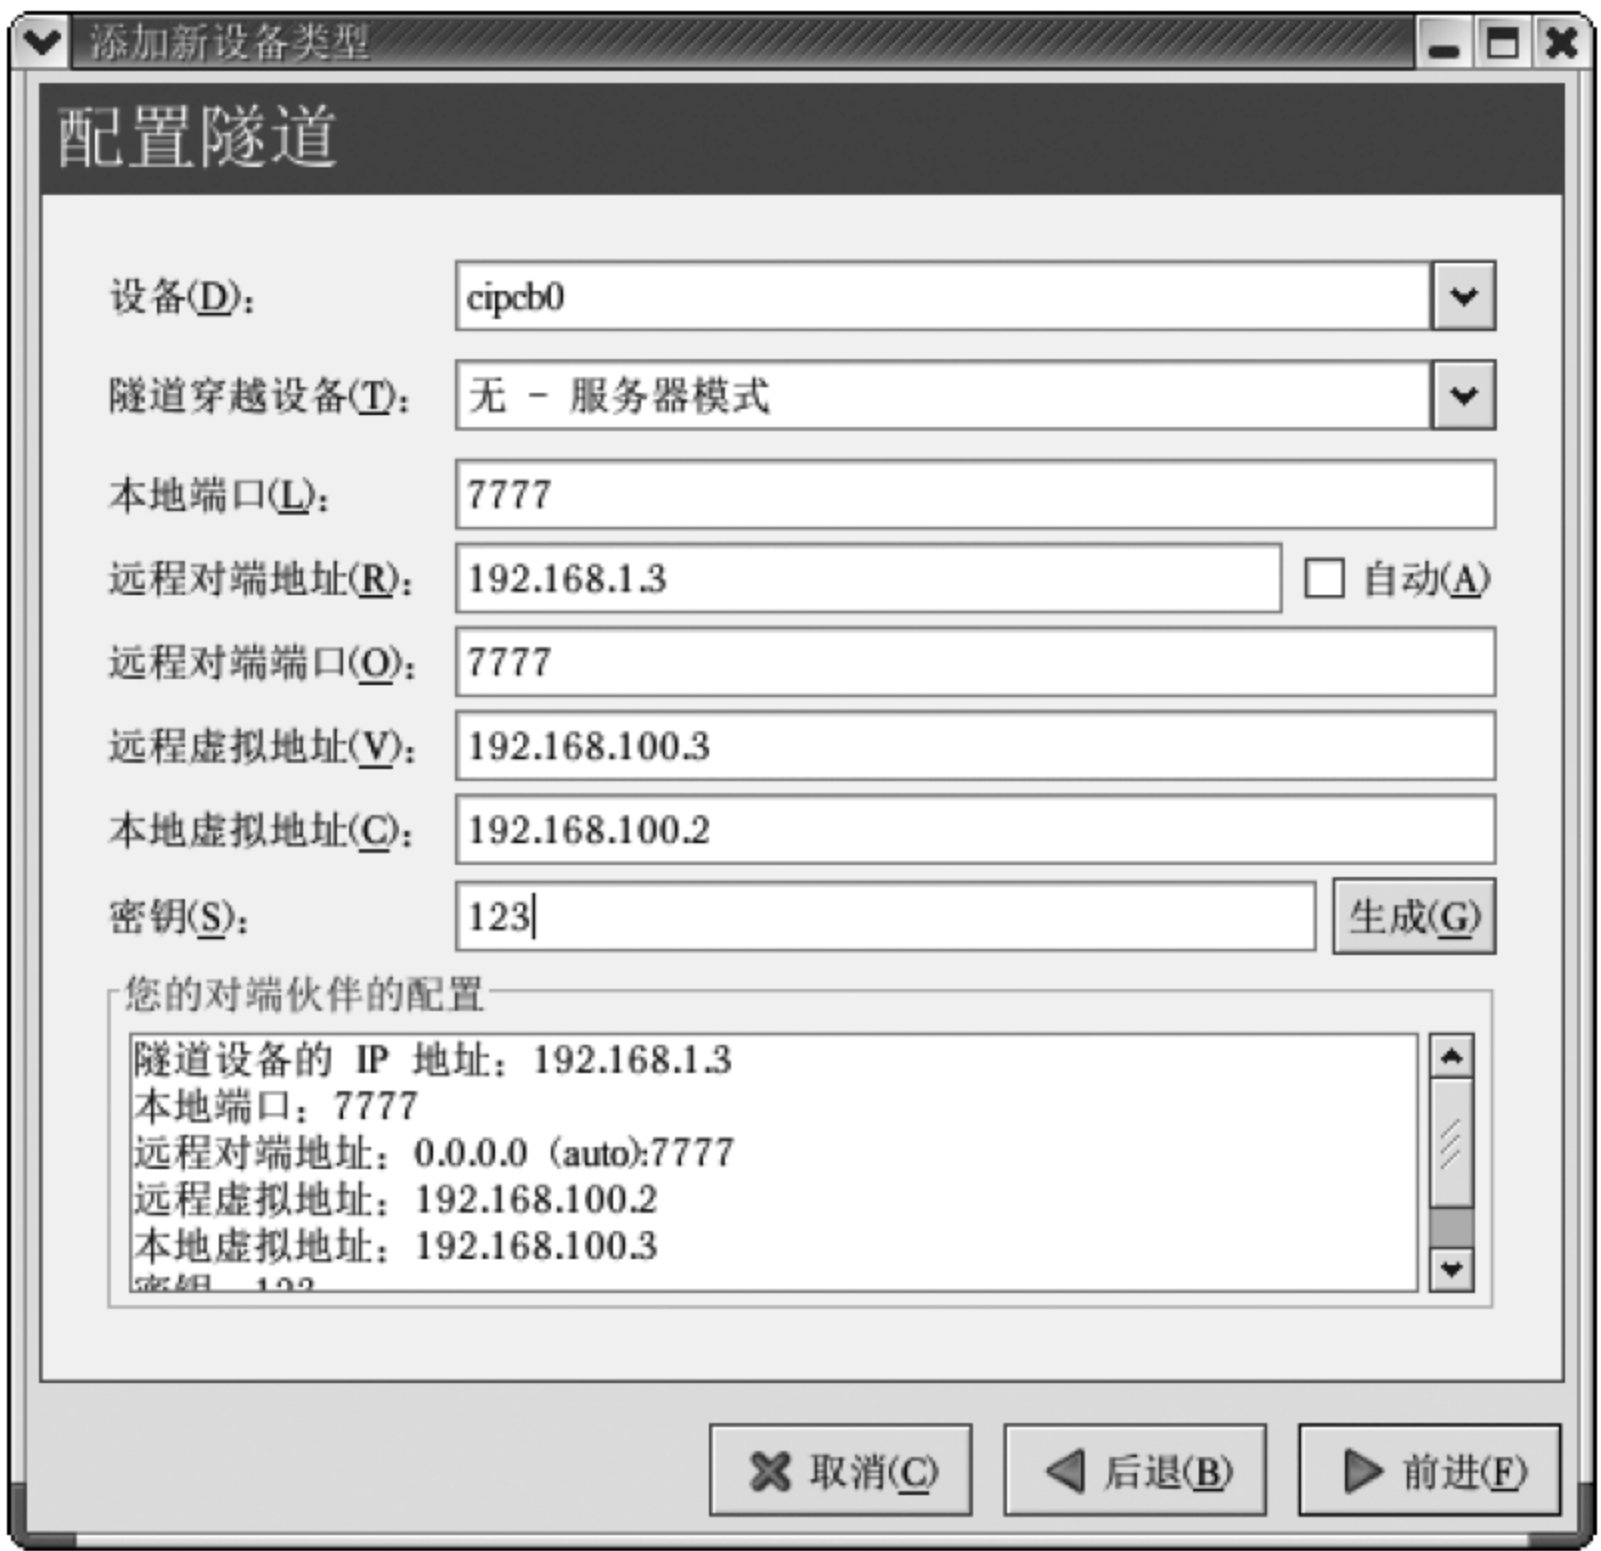 添加新设备类型
配置隧道
设备(D)： cipcb0
隧道穿越设备(T)： 无 - 服务器模式
本地端口(L)： 7777
远程对端地址(R)： 192.168.1.3 自动(A)
远程对端端口(O)： 7777
远程虚拟地址(V)： 192.168.100.3
本地虚拟地址(C)： 192.168.100.2
密钥(S)： 123 生成(G)
您的对端伙伴的配置
隧道设备的 IP 地址：192.168.1.3
本地端口：7777
远程对端地址：0.0.0.0 (auto):7777
远程虚拟地址：192.168.100.2
本地虚拟地址：192.168.100.3
密钥：123
取消(C) 后退(B) 前进(F)